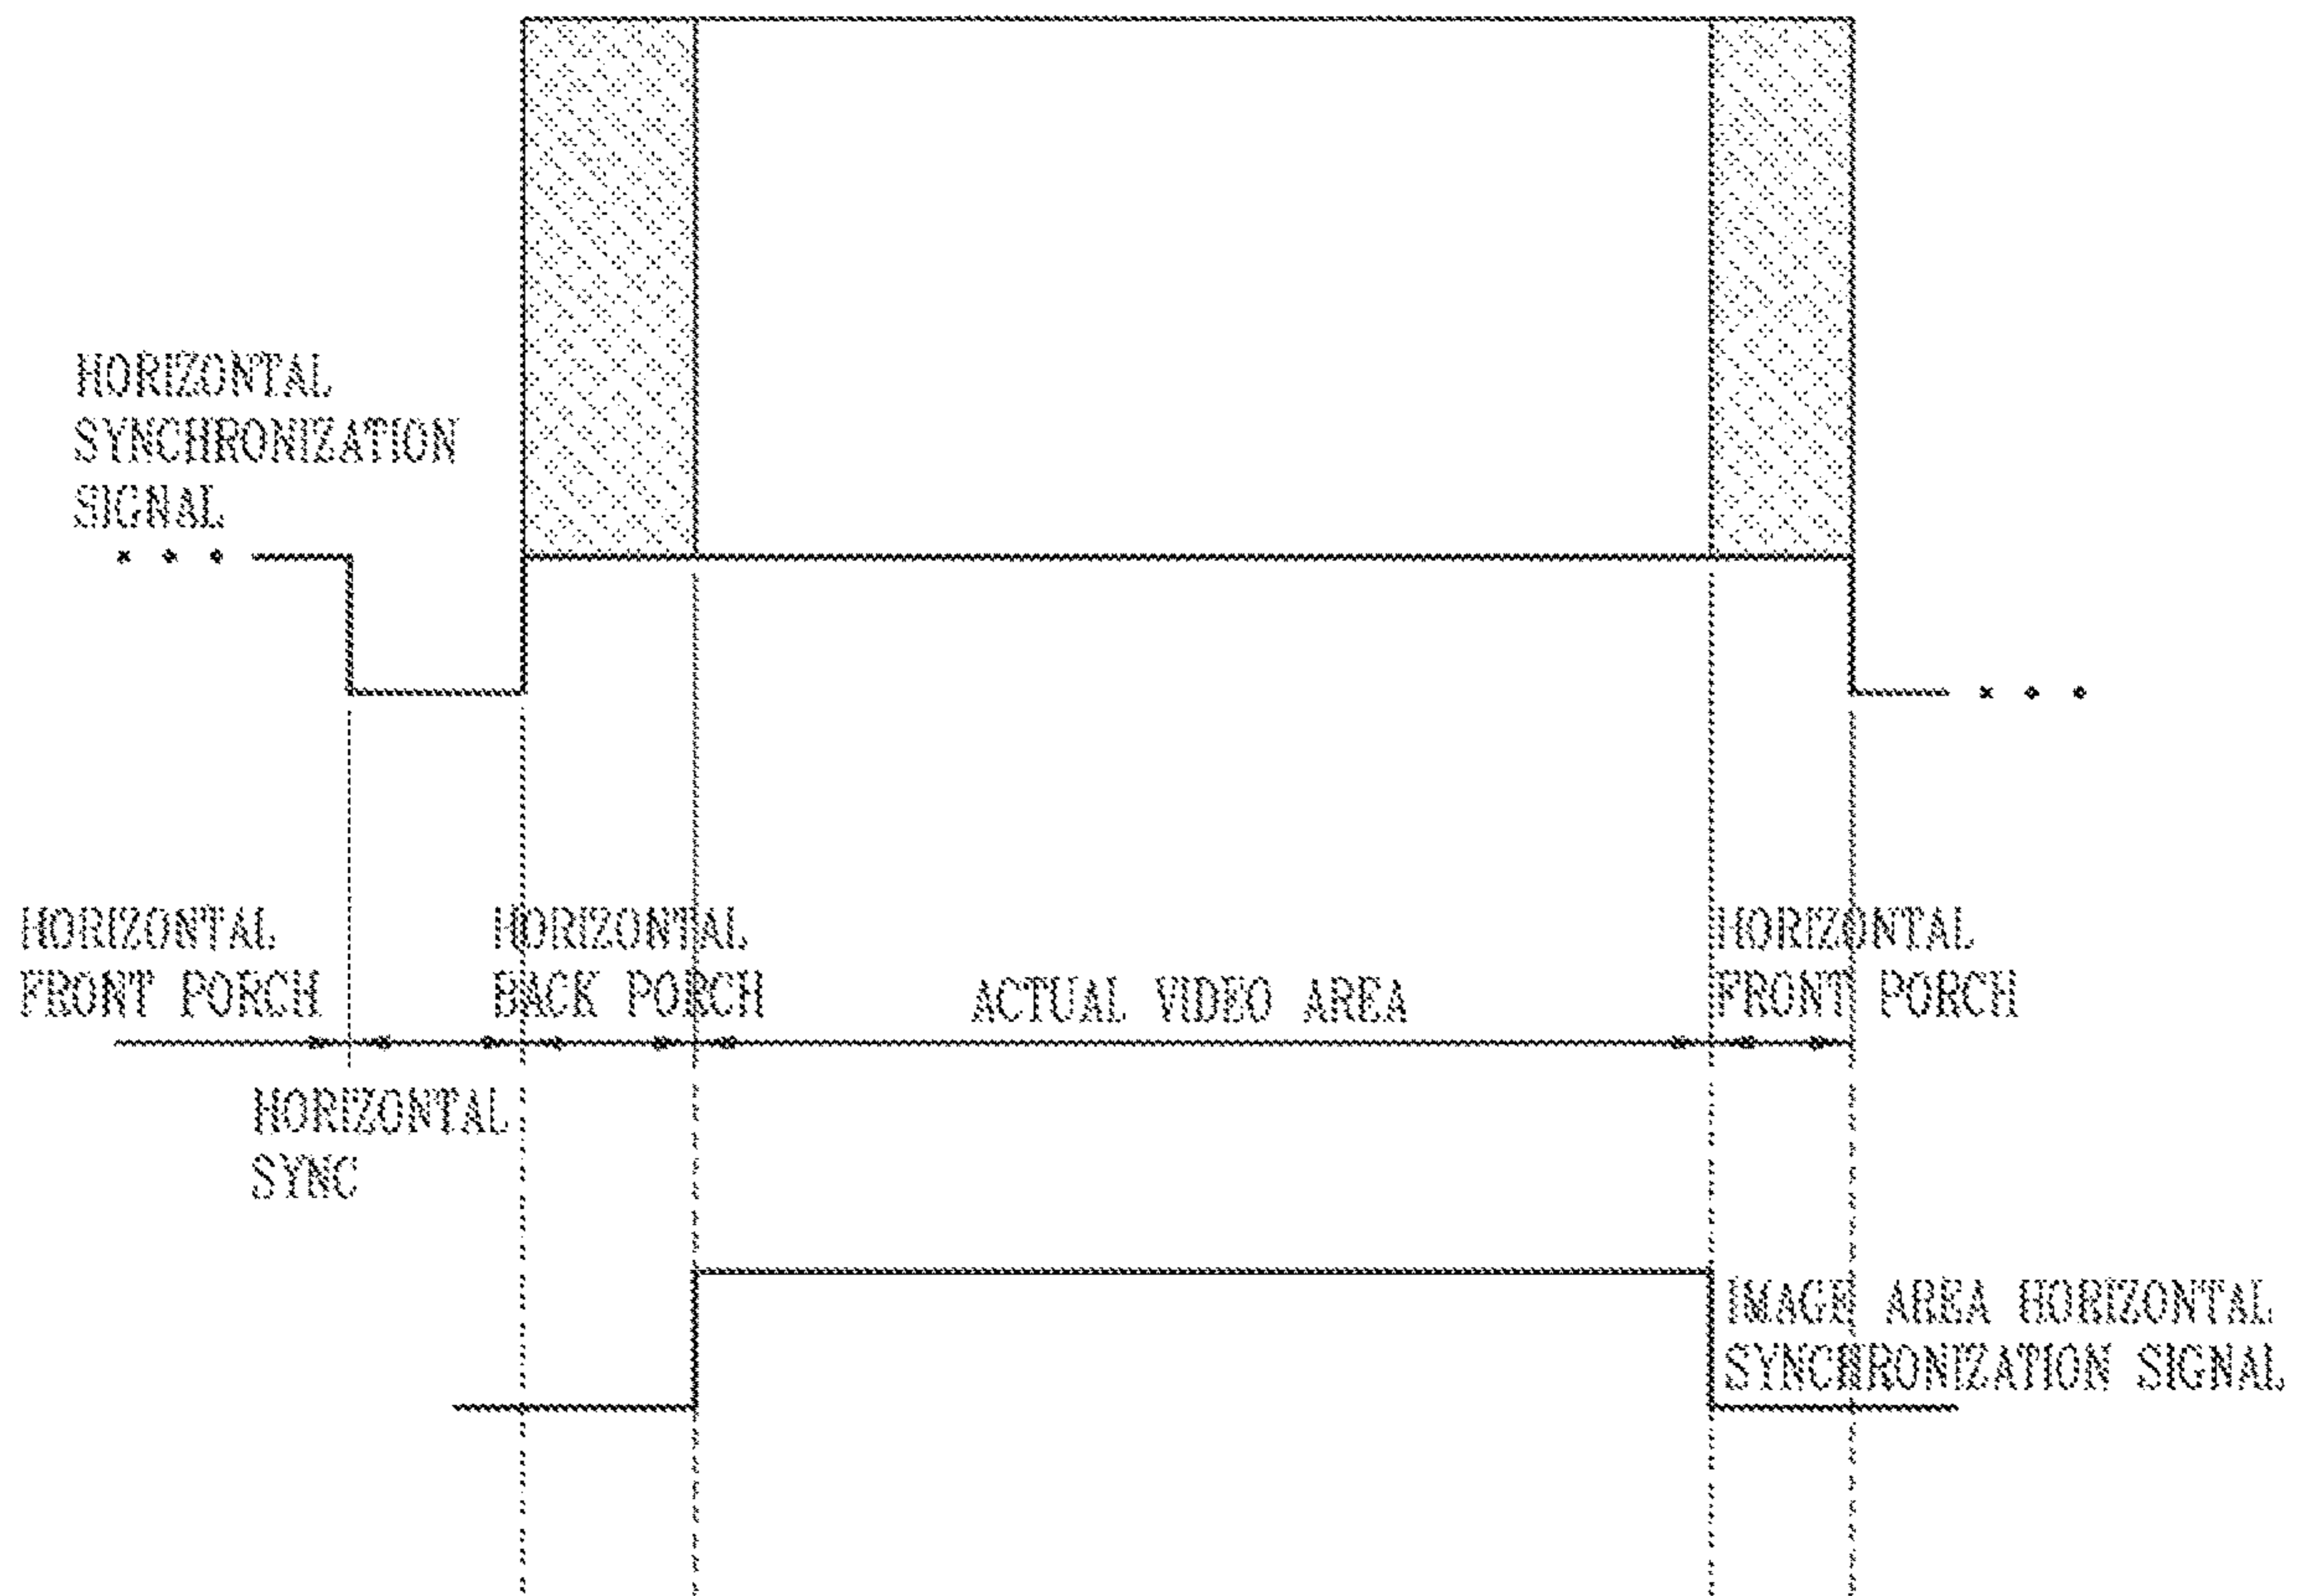 HORIZONTAL
SYNCHRONIZATION
SIGNAL
HORIZONTAL
FRONT PORCH
HORIZONTAL
BACK PORCH
ACTUAL VIDEO AREA
HORIZONTAL
FRONT PORCH
HORIZONTAL
SYNC
IMAGE AREA HORIZONTAL
SYNCHRONIZATION SIGNAL